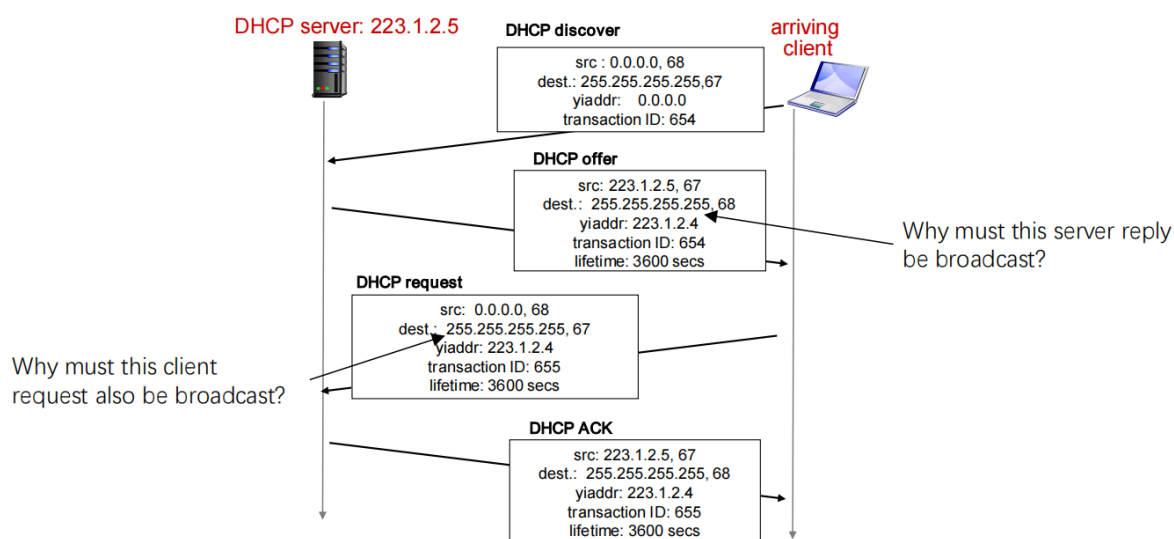 DHCP server: 223.1.2.5
DHCP discover
arriving
client
src : 0.0.0.0, 68
dest.: 255.255.255.255,67
yiaddr: 0.0.0.0
transaction ID: 654
DHCP offer
src: 223.1.2.5, 67
dest.: 255.255.255.255, 68
yiaddr: 223.1.2.4
transaction ID: 654
lifetime: 3600 secs
Why must this server reply
be broadcast?
DHCP request
src: 0.0.0.0, 68
dest.: 255.255.255.255, 67
yiaddr: 223.1.2.4
transaction ID: 655
lifetime: 3600 secs
Why must this client
request also be broadcast?
DHCP ACK
src: 223.1.2.5, 67
dest.: 255.255.255.255, 68
yiaddr: 223.1.2.4
transaction ID: 655
lifetime: 3600 secs